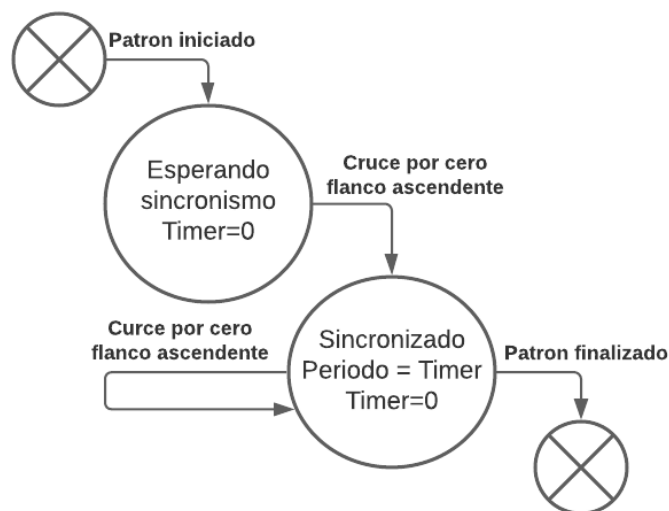 Patron iniciado
Esperando
sincronismo
Timer=0
Cruce por cero
flanco ascendente
Curce por cero
flanco ascendente
Sincronizado
Periodo = Timer
Timer=0
Patron finalizado